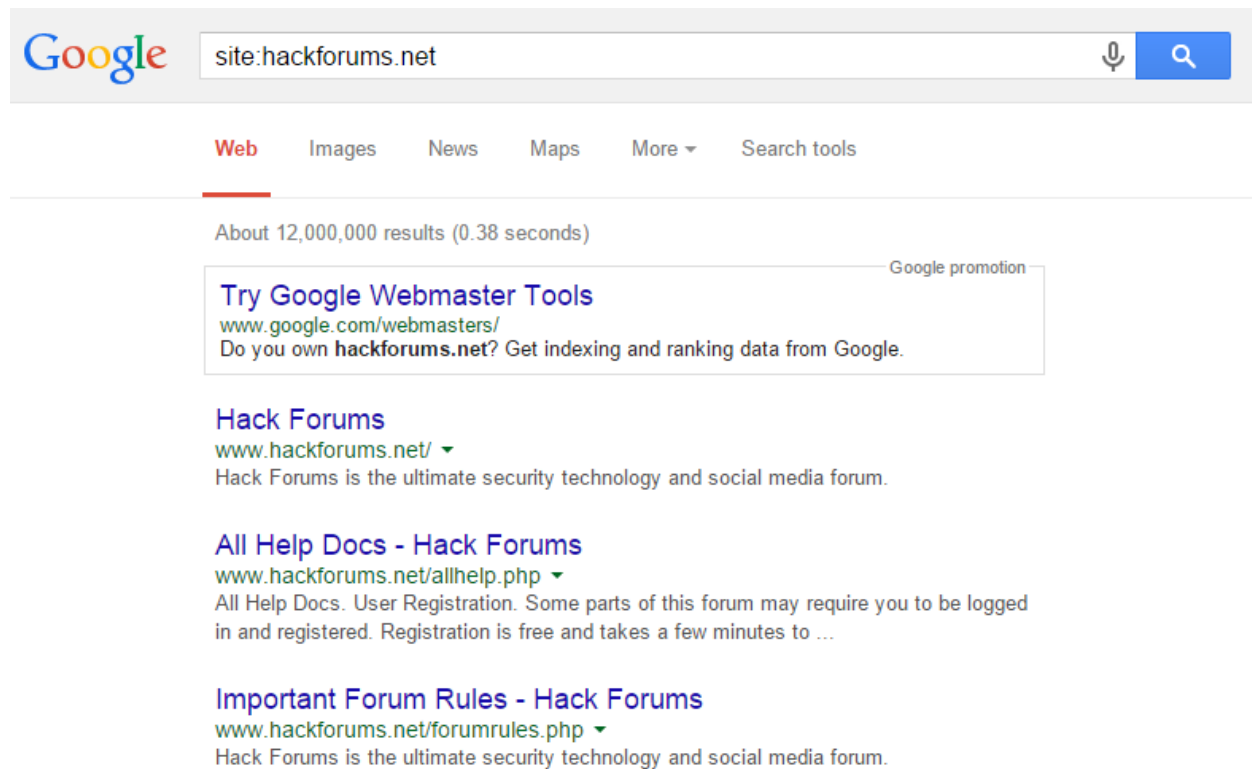 Google site:hackforums.net
Web Images News Maps More Search tools
About 12,000,000 results (0.38 seconds)
Google promotion
Try Google Webmaster Tools
www.google.com/webmasters/
Do you own hackforums.net? Get indexing and ranking data from Google.
Hack Forums
www.hackforums.net/
Hack Forums is the ultimate security technology and social media forum.
All Help Docs - Hack Forums
www.hackforums.net/allhelp.php
All Help Docs. User Registration. Some parts of this forum may require you to be logged
in and registered. Registration is free and takes a few minutes to ...
Important Forum Rules - Hack Forums
www.hackforums.net/forumrules.php
Hack Forums is the ultimate security technology and social media forum.